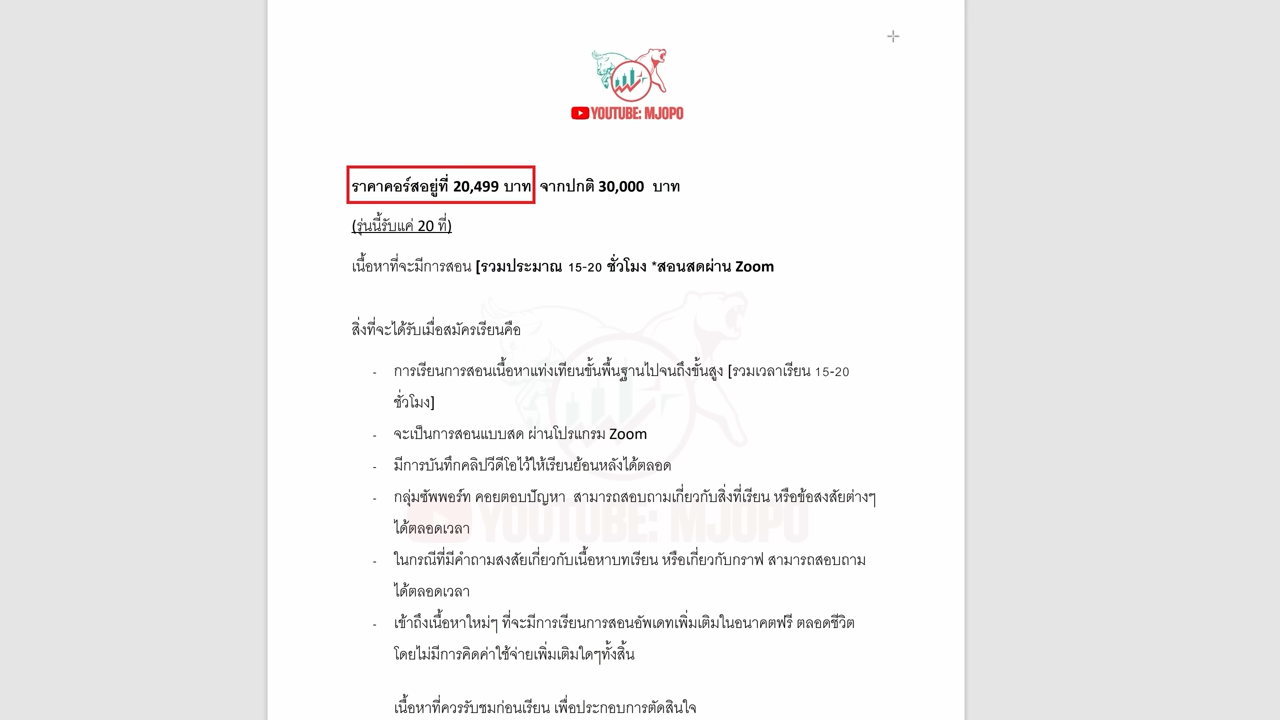 YOUTUBE: MJOPO
ราคาคอร์สอยู่ที่ 20,499 บาท จากปกติ 30,000 บาท
(รุ่นนี้รับแค่ 20 ที่)
เนื้อหาที่จะมีการสอน [รวมประมาณ 15-20 ชั่วโมง *สอนสดผ่าน Zoom
สิ่งที่จะได้รับเมื่อสมัครเรียนคือ
- การเรียนการสอนเนื้อหาแท่งเทียนขั้นพื้นฐานไปจนถึงขั้นสูง [รวมเวลาเรียน 15-20
ชั่วโมง]
- จะเป็นการสอนแบบสด ผ่านโปรแกรม Zoom
- มีการบันทึกคลิปวีดีโอไว้ให้เรียนย้อนหลังได้ตลอด
- กลุ่มซัพพอร์ท คอยตอบปัญหา สามารถสอบถามเกี่ยวกับสิ่งที่เรียน หรือข้อสงสัยต่างๆ
ได้ตลอดเวลา
- ในกรณีที่มีคำถามสงสัยเกี่ยวกับเนื้อหาบทเรียน หรือเกี่ยวกับกราฟ สามารถสอบถาม
ได้ตลอดเวลา
- เข้าถึงเนื้อหาใหม่ๆ ที่จะมีการเรียนการสอนอัพเดทเพิ่มเติมในอนาคตฟรี ตลอดชีวิต
โดยไม่มีการคิดค่าใช้จ่ายเพิ่มเติมใดๆทั้งสิ้น
เนื้อหาที่ควรรับชมก่อนเรียน เพื่อประกอบการตัดสินใจ
YOUTUBE: MJOPO